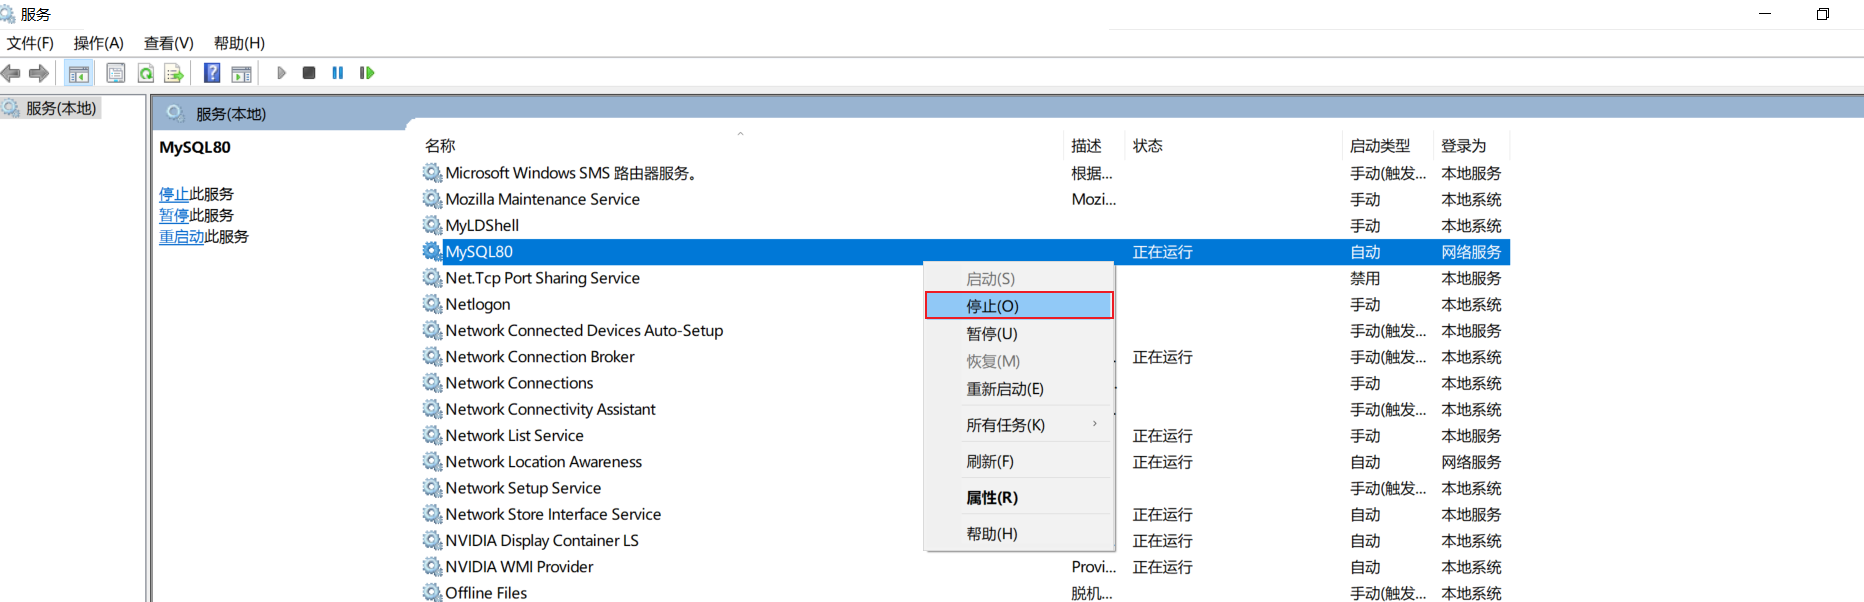 服务
文件(F) 操作(A) 查看(V) 帮助(H)
服务(本地)
服务(本地)
MySQL80
停止此服务
暂停此服务
重启动此服务
名称 描述 状态 启动类型 登录为
Microsoft Windows SMS 路由器服务。 根据... 手动(触发... 本地服务
Mozilla Maintenance Service Mozi... 手动 本地系统
MyLDShell 手动 本地系统
MySQL80 正在运行 自动 网络服务
Net.Tcp Port Sharing Service 禁用 本地服务
Netlogon 手动 本地系统
Network Connected Devices Auto-Setup 手动(触发... 本地服务
Network Connection Broker 正在运行 手动(触发... 本地系统
Network Connections 手动 本地系统
Network Connectivity Assistant 手动(触发... 本地系统
Network List Service 正在运行 手动 本地服务
Network Location Awareness 正在运行 自动 网络服务
Network Setup Service 手动(触发... 本地系统
Network Store Interface Service 正在运行 自动 本地服务
NVIDIA Display Container LS 正在运行 自动 本地系统
NVIDIA WMI Provider Provi... 正在运行 自动 本地系统
Offline Files 脱机... 手动(触发... 本地系统
启动(S)
停止(O)
暂停(U)
恢复(M)
重新启动(E)
所有任务(K)
刷新(F)
属性(R)
帮助(H)